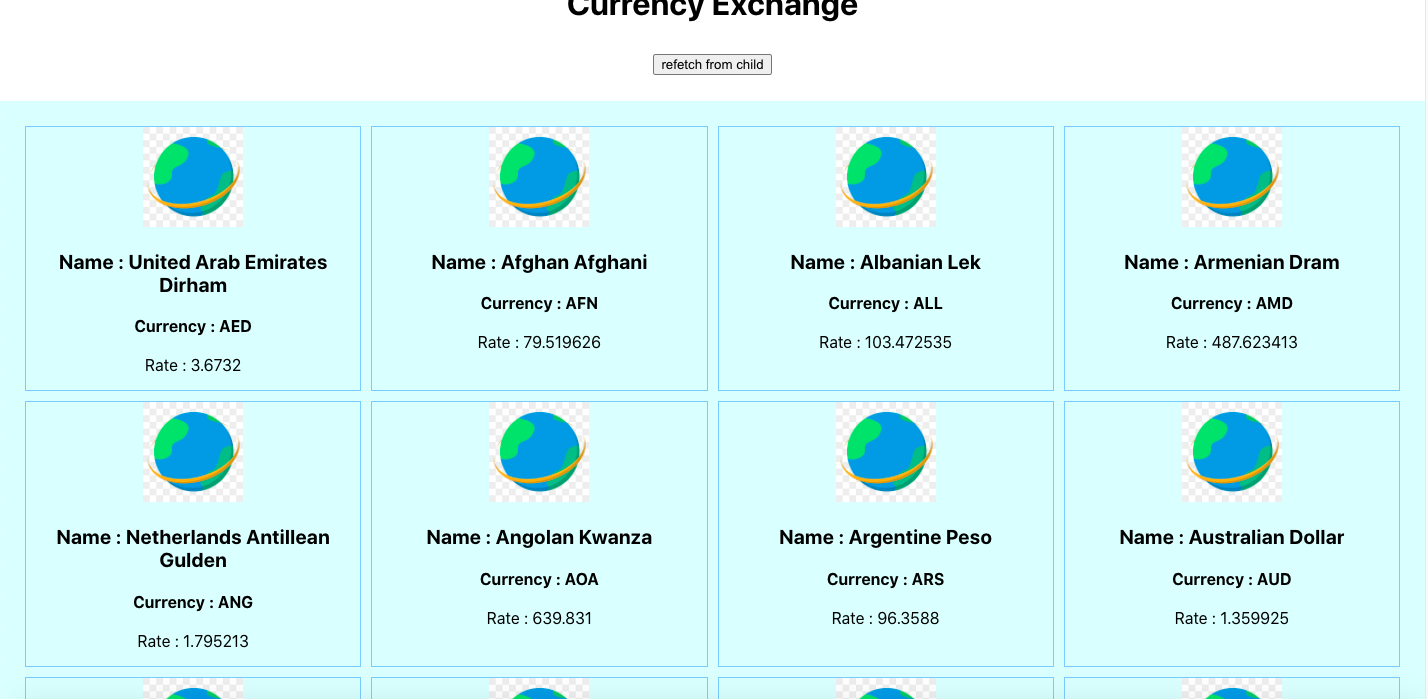 Currency Exchange
refetch from child
Name : United Arab Emirates
Dirham
Currency : AED
Rate : 3.6732
Name : Afghan Afghani
Currency : AFN
Rate : 79.519626
Name : Albanian Lek
Currency : ALL
Rate : 103.472535
Name : Armenian Dram
Currency : AMD
Rate : 487.623413
Name : Netherlands Antillean
Gulden
Currency : ANG
Rate : 1.795213
Name : Angolan Kwanza
Currency : AOA
Rate : 639.831
Name : Argentine Peso
Currency : ARS
Rate : 96.3588
Name : Australian Dollar
Currency : AUD
Rate : 1.359925